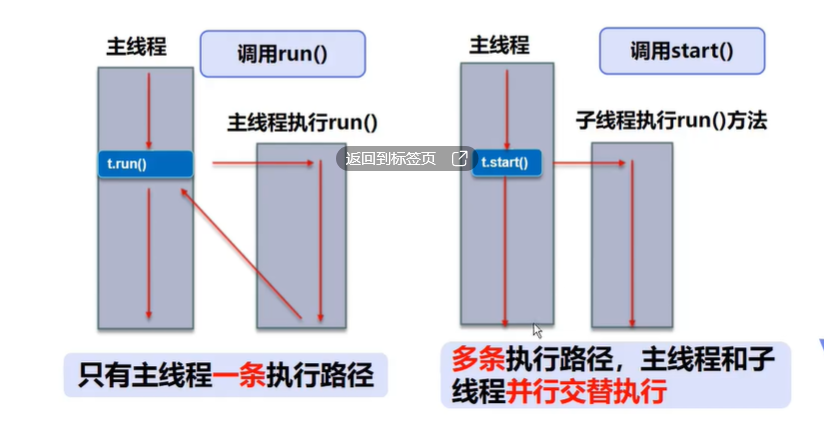 主线程
调用run()
主线程执行run()
t.run()
只有主线程一条执行路径
返回到标签页
主线程
调用start()
子线程执行run()方法
t.start()
多条执行路径，主线程和子
线程并行交替执行